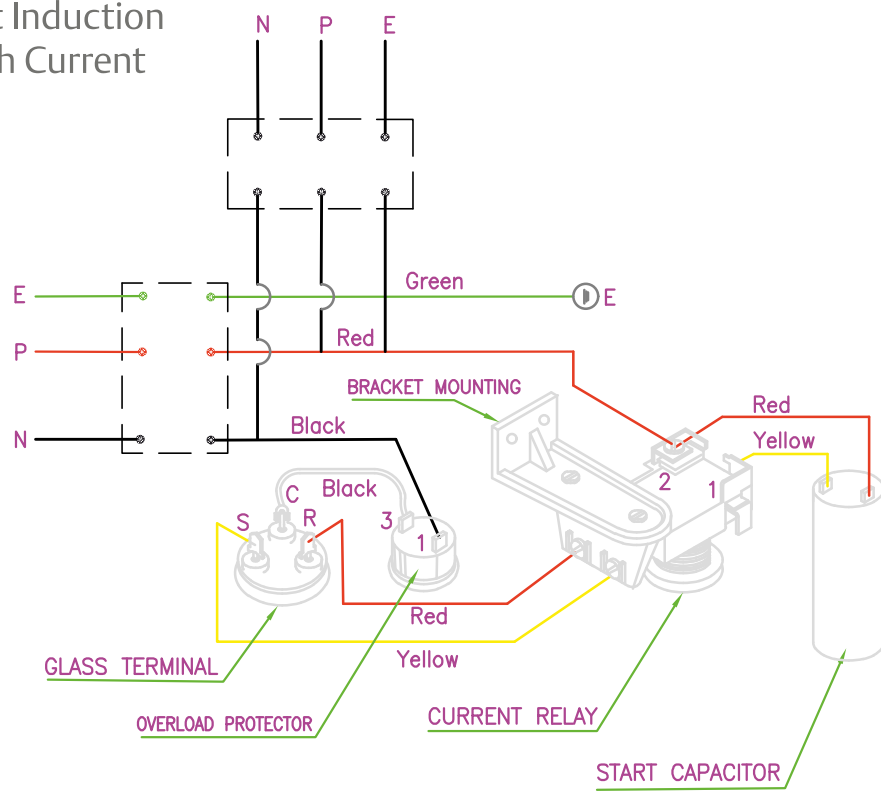 Induction
Current
N P E
E
Green
E
P
Red
BRACKET MOUNTING
Red
N
Black
Yellow
2
1
C
Black
S
R
3
1
Red
Yellow
GLASS TERMINAL
OVERLOAD PROTECTOR
CURRENT RELAY
START CAPACITOR